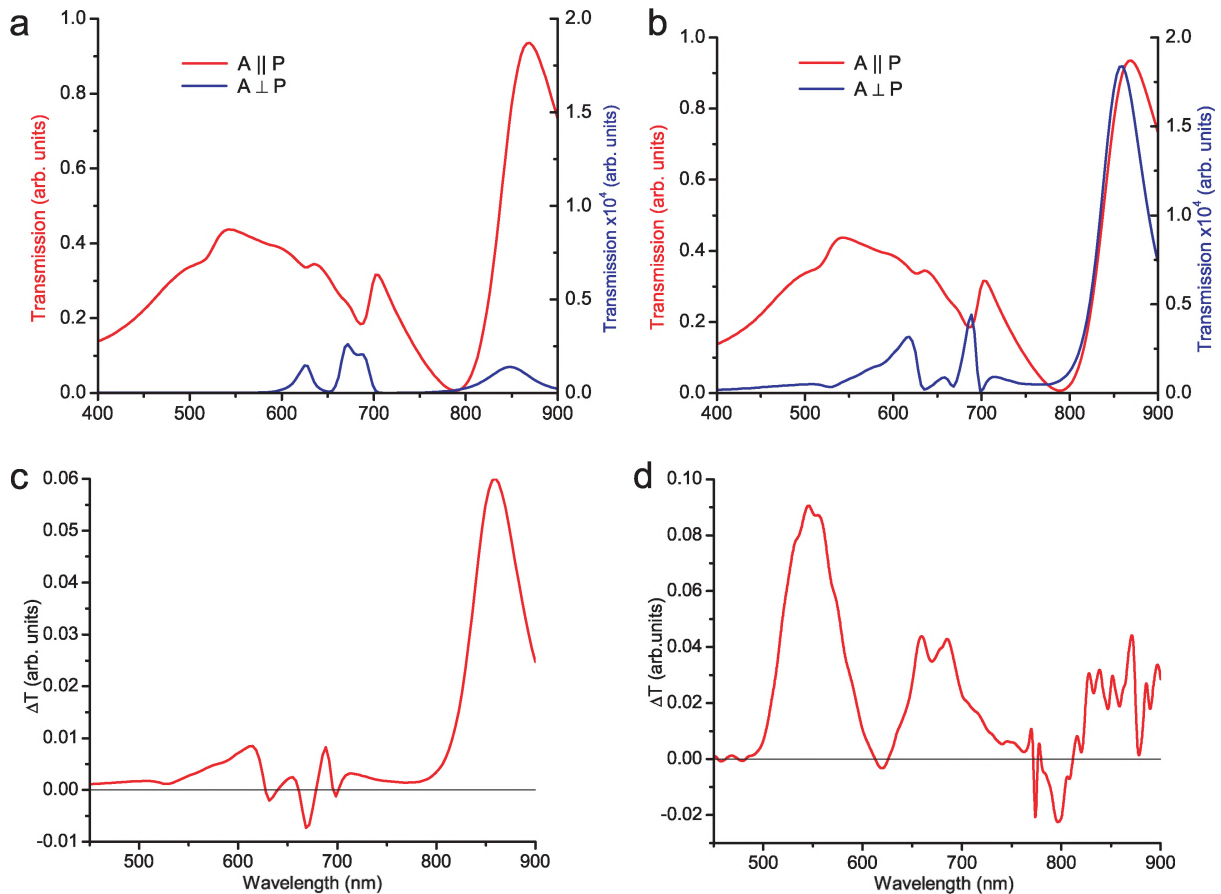 a
1.0
0.8
0.6
0.4
0.2
0.0
2.0
1.5
1.0
0.5
0.0
A || P
A ⊥ P
Transmission (arb. units)
Transmission x10⁴ (arb. units)
400 500 600 700 800 900
b
1.0
0.8
0.6
0.4
0.2
0.0
2.0
1.5
1.0
0.5
0.0
A || P
A ⊥ P
Transmission (arb. units)
Transmission x10⁴ (arb. units)
400 500 600 700 800 900
c
0.06
0.05
0.04
0.03
0.02
0.01
0.00
-0.01
ΔT (arb. units)
500 600 700 800 900
Wavelength (nm)
d
0.10
0.08
0.06
0.04
0.02
0.00
-0.02
ΔT (arb.units)
500 600 700 800 900
Wavelength (nm)